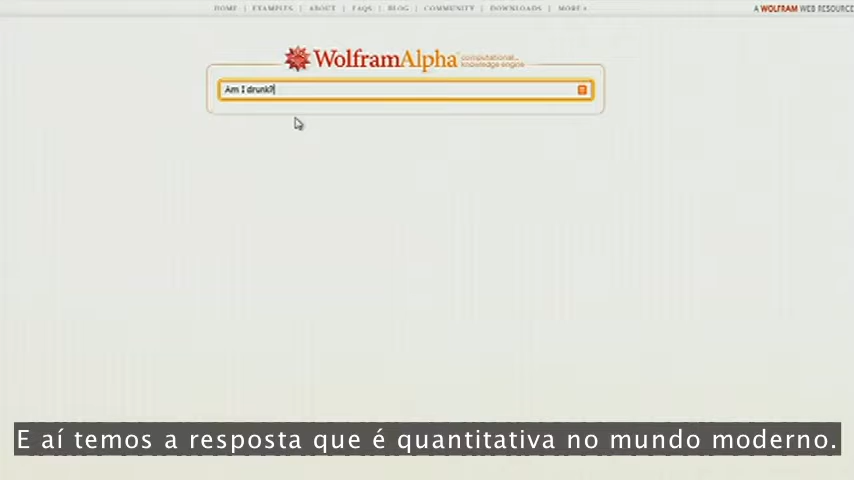 HOME | EXAMPLES | ABOUT | FAQS | BLOG | COMMUNITY | DOWNLOADS | MORE
A WOLFRAM WEB RESOURCE
WolframAlpha computational... knowledge engine
Am I drunk?
E aí temos a resposta que é quantitativa no mundo moderno.